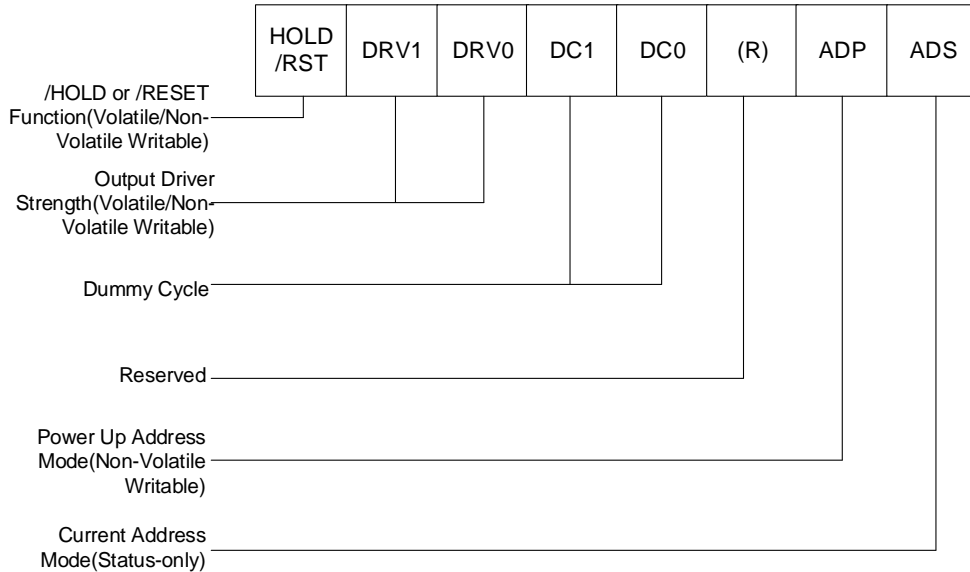 HOLD
/RST
DRV1
DRV0
DC1
DC0
(R)
ADP
ADS
/HOLD or /RESET
Function(Volatile/Non-
Volatile Writable)
Output Driver
Strength(Volatile/Non-
Volatile Writable)
Dummy Cycle
Reserved
Power Up Address
Mode(Non-Volatile
Writable)
Current Address
Mode(Status-only)